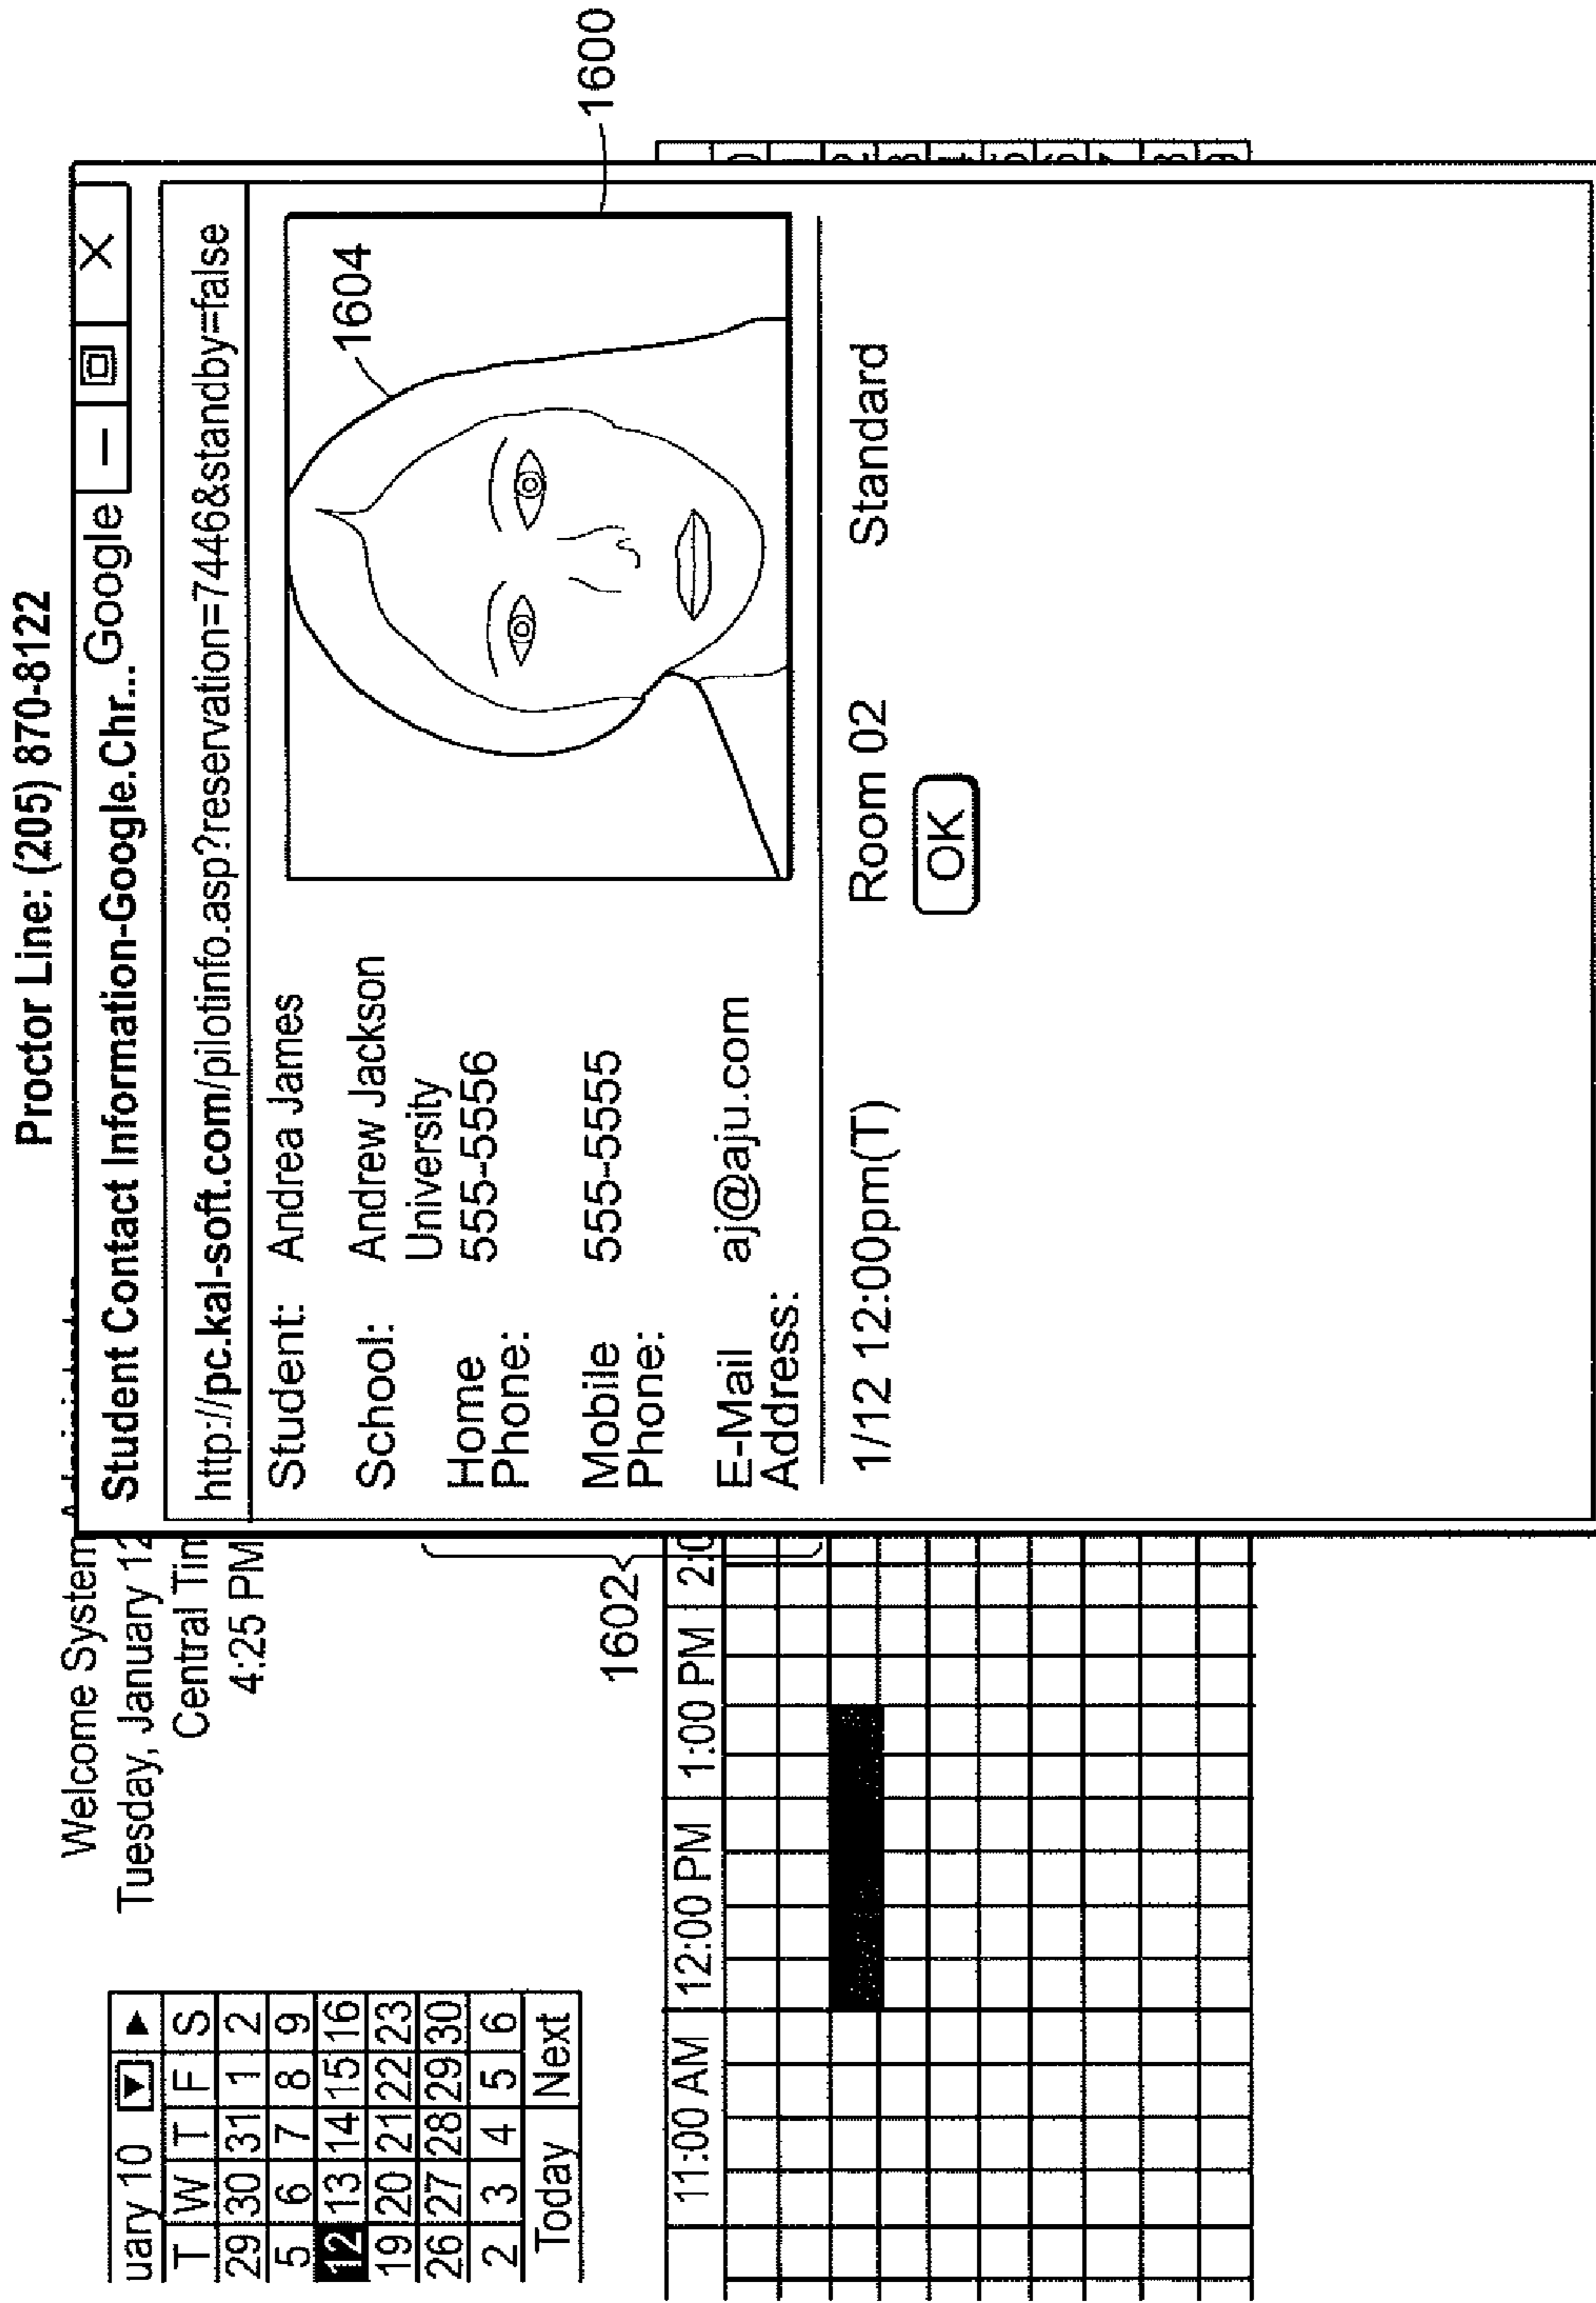 Proctor Line: (205) 870-8122
Welcome System
Tuesday, January 12
Central Tim
4:25 PM
uary 10 ▼ ►
T W T F S
29 30 31 1 2
5 6 7 8 9
12 13 14 15 16
19 20 21 22 23
26 27 28 29 30
2 3 4 5 6
Today Next
Student Contact Information-Google.Chr... Google – X
http://pc.kal-soft.com/pilotinfo.asp?reservation=7446&standby=false
Student: Andrea James
School: Andrew Jackson
University
Home
Phone: 555-5556
Mobile
Phone: 555-5555
E-Mail
Address: aj@aju.com
1604
1600
1602
1/12 12:00pm(T) Room 02 Standard
OK
11:00 AM 12:00 PM 1:00 PM 2:0